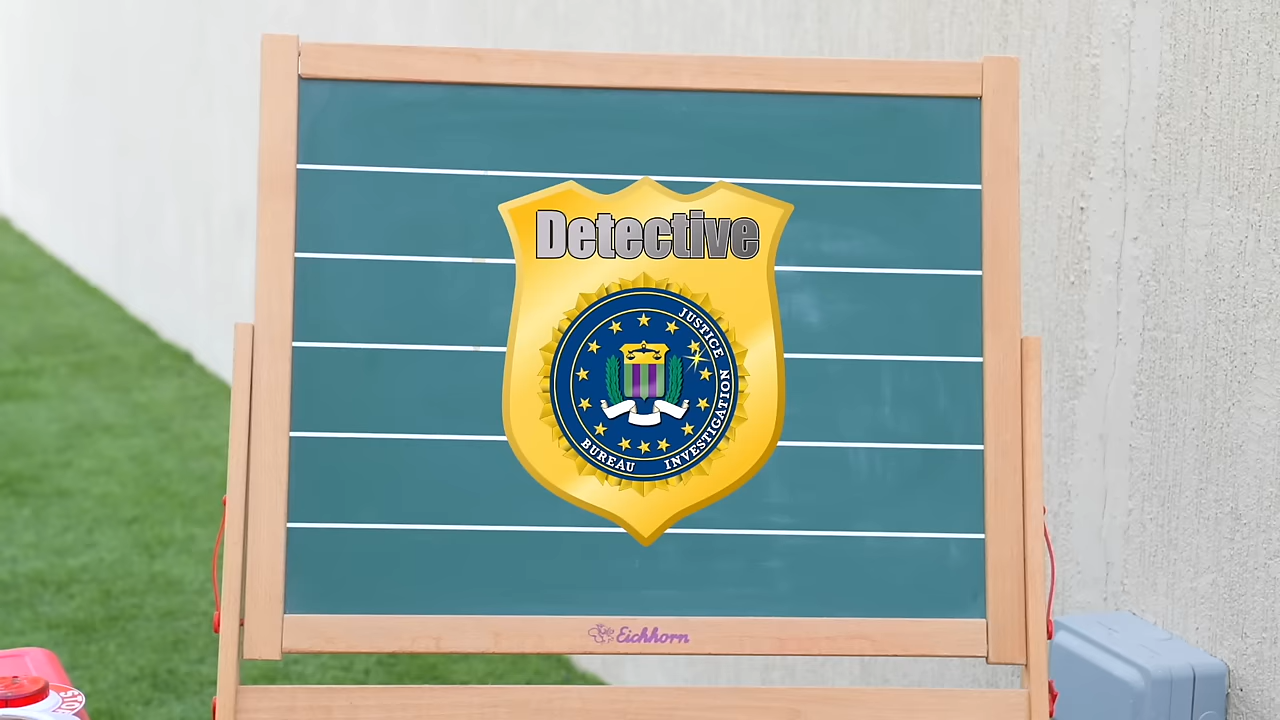 Detective
JUSTICE
INVESTIGATION
BUREAU
Eichhorn